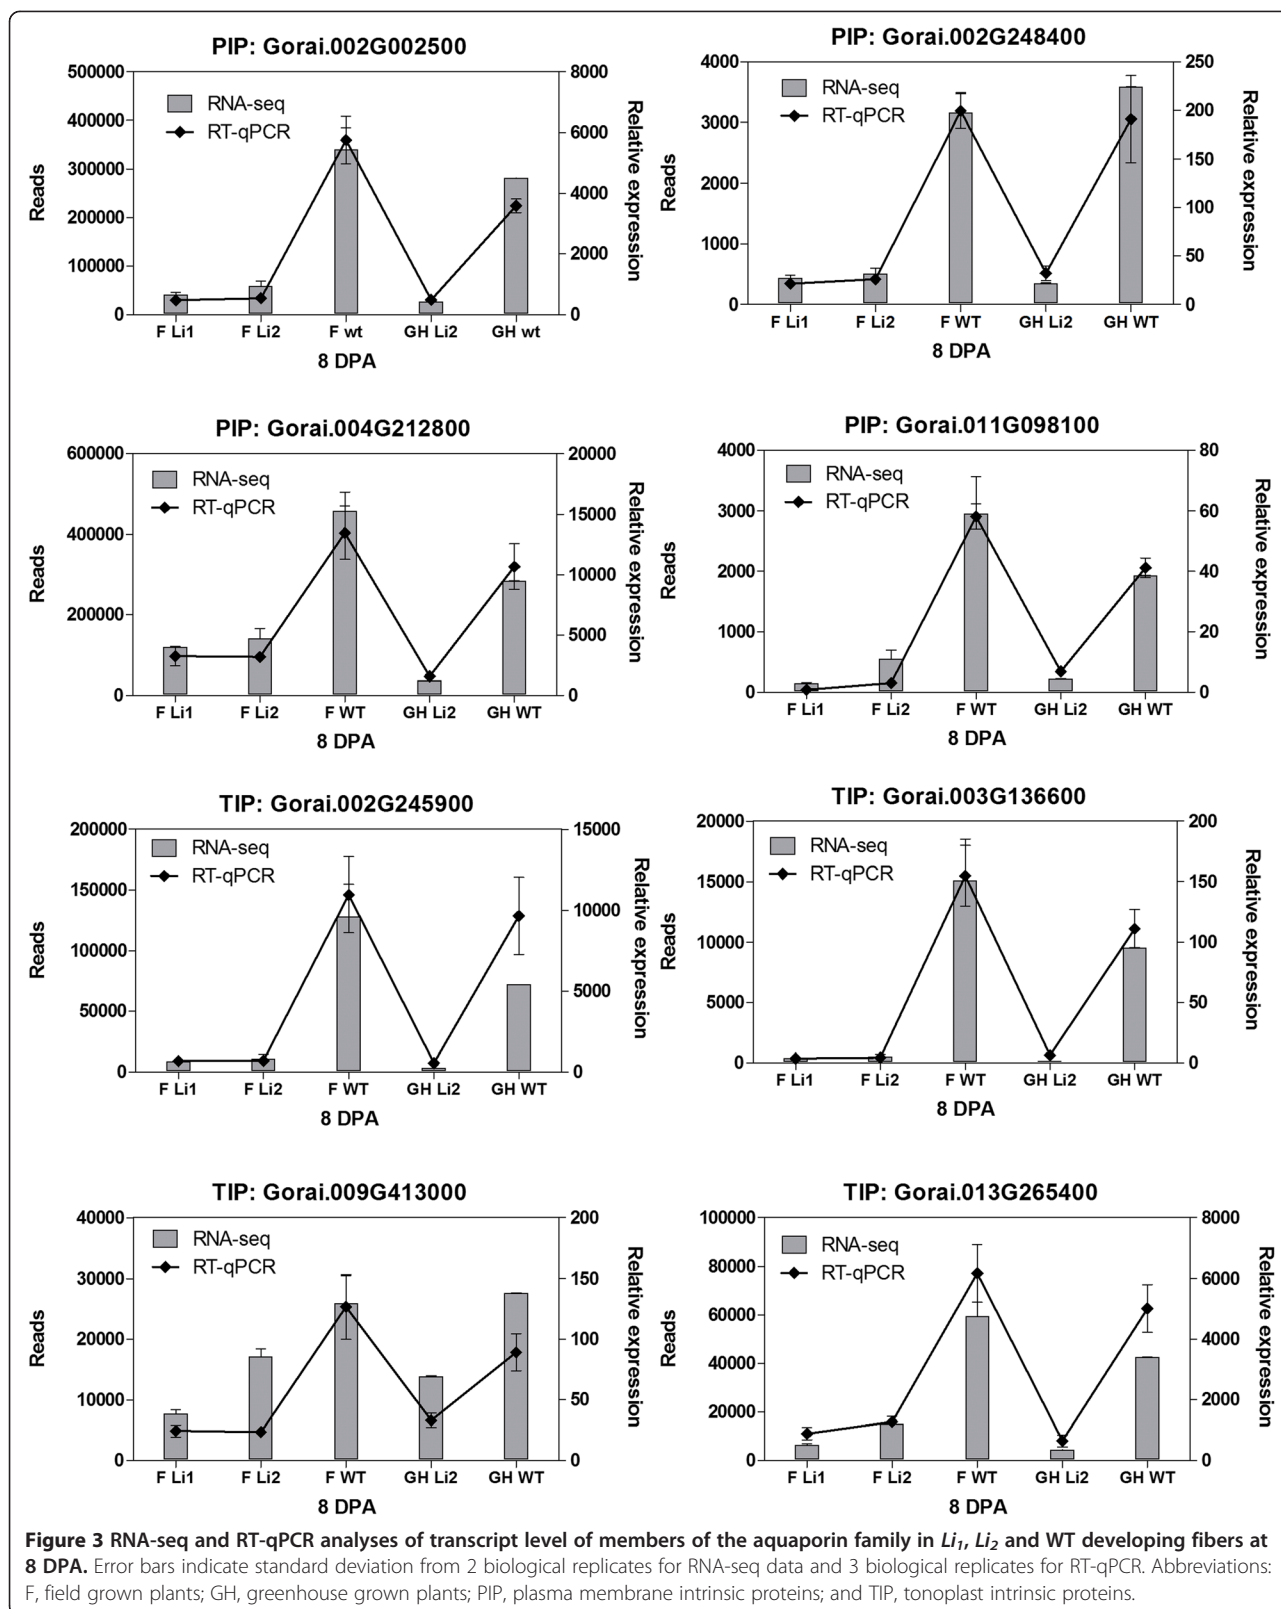 PIP: Gorai.002G002500
500000
400000
300000
200000
100000
0
Reads
RNA-seq
RT-qPCR
8000
6000
4000
2000
0
Relative expression
F Li1 F Li2 F wt GH Li2 GH wt
8 DPA
PIP: Gorai.002G248400
4000
3000
2000
1000
0
Reads
RNA-seq
RT-qPCR
250
200
150
100
50
0
Relative expression
F Li1 F Li2 F WT GH Li2 GH WT
8 DPA
PIP: Gorai.004G212800
600000
400000
200000
0
Reads
RNA-seq
RT-qPCR
20000
15000
10000
5000
0
Relative expression
F Li1 F Li2 F WT GH Li2 GH WT
8 DPA
PIP: Gorai.011G098100
4000
3000
2000
1000
0
Reads
RNA-seq
RT-qPCR
80
60
40
20
0
Relative expression
F Li1 F Li2 F WT GH Li2 GH WT
8 DPA
TIP: Gorai.002G245900
200000
150000
100000
50000
0
Reads
RNA-seq
RT-qPCR
15000
10000
5000
0
Relative expression
F Li1 F Li2 F WT GH Li2 GH WT
8 DPA
TIP: Gorai.003G136600
20000
15000
10000
5000
0
Reads
RNA-seq
RT-qPCR
200
150
100
50
0
Relative expression
F Li1 F Li2 F WT GH Li2 GH WT
8 DPA
TIP: Gorai.009G413000
40000
30000
20000
10000
0
Reads
RNA-seq
RT-qPCR
200
150
100
50
0
Relative expression
F Li1 F Li2 F WT GH Li2 GH WT
8 DPA
TIP: Gorai.013G265400
100000
80000
60000
40000
20000
0
Reads
RNA-seq
RT-qPCR
8000
6000
4000
2000
0
Relative expression
F Li1 F Li2 F WT GH Li2 GH WT
8 DPA
Figure 3 RNA-seq and RT-qPCR analyses of transcript level of members of the aquaporin family in Li₁, Li₂ and WT developing fibers at
8 DPA. Error bars indicate standard deviation from 2 biological replicates for RNA-seq data and 3 biological replicates for RT-qPCR. Abbreviations:
F, field grown plants; GH, greenhouse grown plants; PIP, plasma membrane intrinsic proteins; and TIP, tonoplast intrinsic proteins.